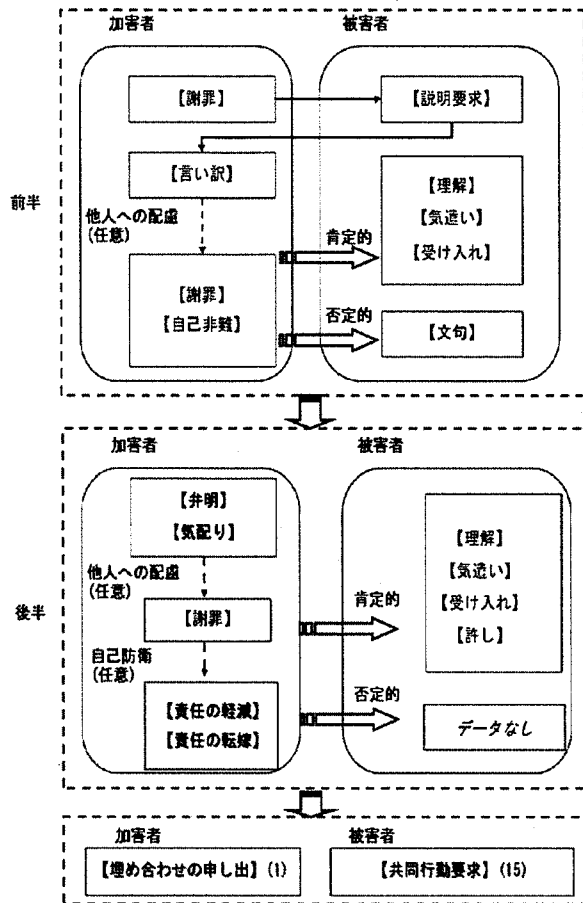 加害者 被害者
【謝罪】 【説明要求】
【言い訳】
前半
他人への配慮
(任意)
【理解】
【気遣い】
【受け入れ】
肯定的
【謝罪】
【自己非難】
否定的
【文句】
加害者 被害者
【弁明】
【気配り】
他人への配慮
(任意)
後半
【謝罪】
自己防衛
(任意)
【責任の軽減】
【責任の転嫁】
【理解】
【気遣い】
【受け入れ】
【許し】
肯定的
否定的
データなし
加害者 被害者
【埋め合わせの申し出】(1) 【共同行動要求】(15)